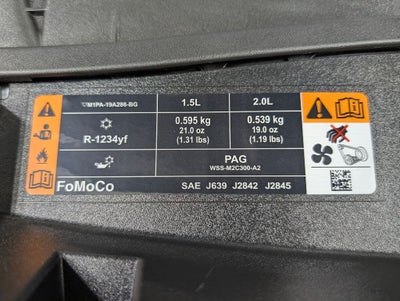 M1PA-19A286-BG 1.5L 2.0L
R-1234yf
0.595 kg 0.539 kg
21.0 oz 19.0 oz
(1.31 lbs) (1.19 lbs)
PAG
WSS-M2C300-A2
FoMoCo SAE J639 J2842 J2845